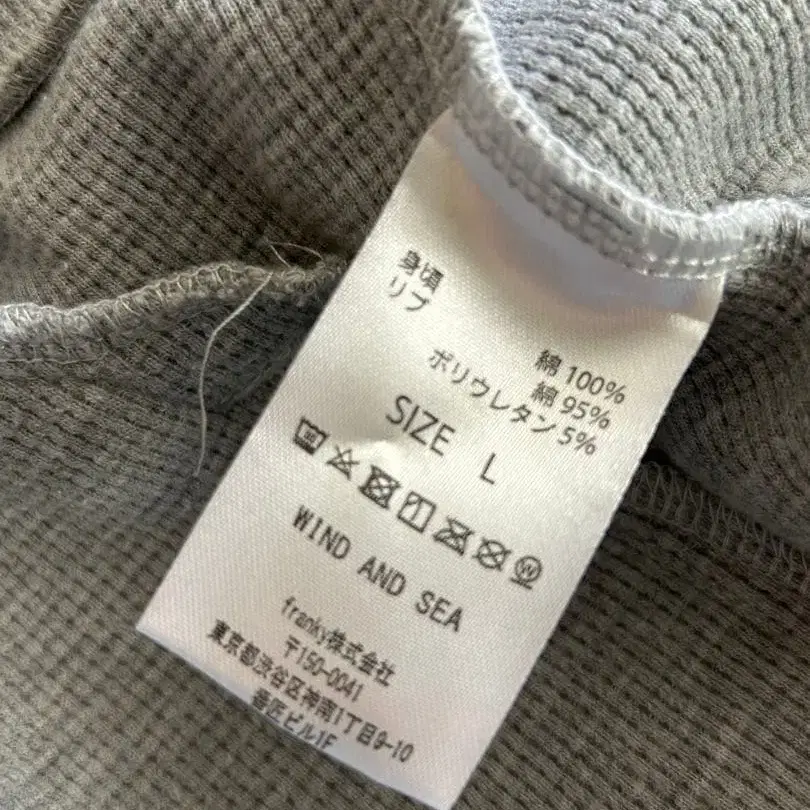 身頃
リブ
綿 100%
綿 95%
ポリウレタン 5%
SIZE L
WIND AND SEA
franky株式会社
〒150-0041
東京都渋谷区神南1丁目9-10
ビル1F